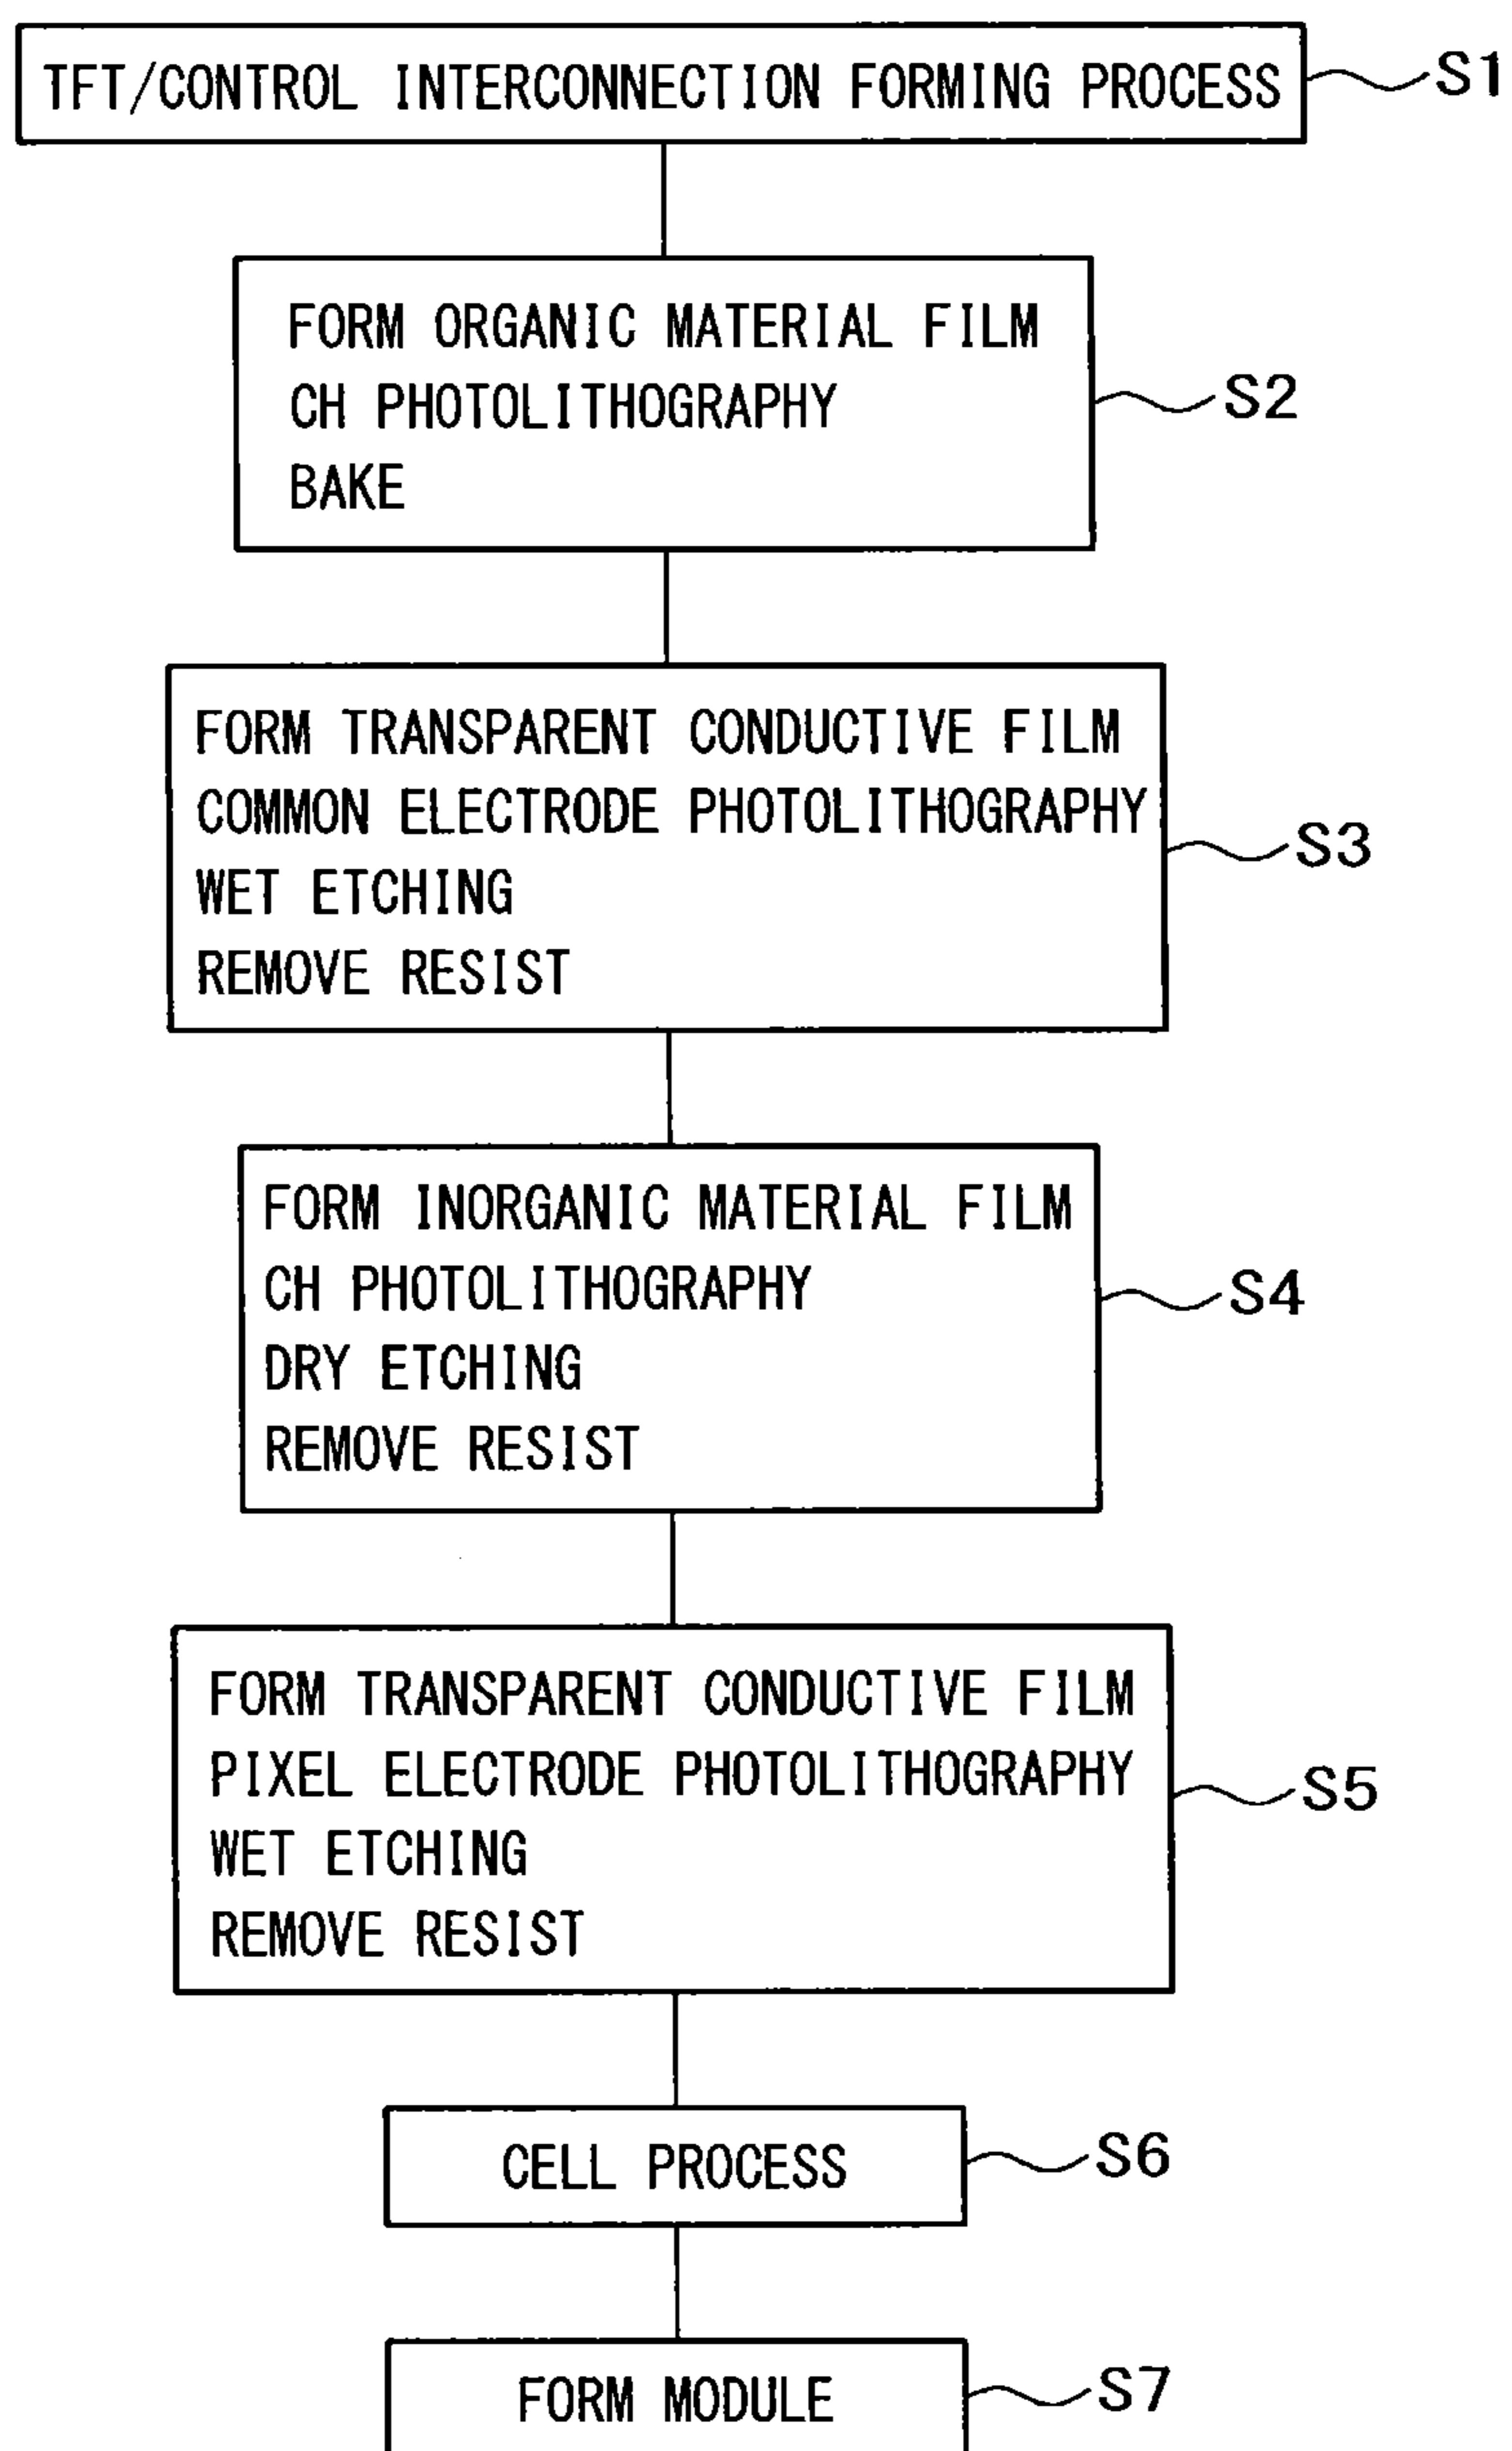 TFT/CONTROL INTERCONNECTION FORMING PROCESS
S1
FORM ORGANIC MATERIAL FILM
CH PHOTOLITHOGRAPHY
BAKE
S2
FORM TRANSPARENT CONDUCTIVE FILM
COMMON ELECTRODE PHOTOLITHOGRAPHY
WET ETCHING
REMOVE RESIST
S3
FORM INORGANIC MATERIAL FILM
CH PHOTOLITHOGRAPHY
DRY ETCHING
REMOVE RESIST
S4
FORM TRANSPARENT CONDUCTIVE FILM
PIXEL ELECTRODE PHOTOLITHOGRAPHY
WET ETCHING
REMOVE RESIST
S5
CELL PROCESS
S6
FORM MODULE
S7